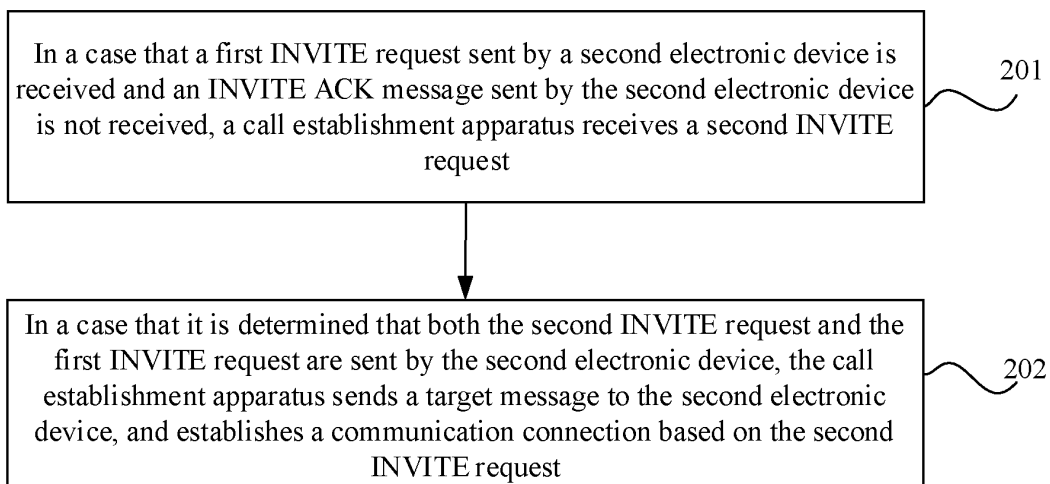 In a case that a first INVITE request sent by a second electronic device is
received and an INVITE ACK message sent by the second electronic device
is not received, a call establishment apparatus receives a second INVITE
request
201
In a case that it is determined that both the second INVITE request and the
first INVITE request are sent by the second electronic device, the call
establishment apparatus sends a target message to the second electronic
device, and establishes a communication connection based on the second
INVITE request
202